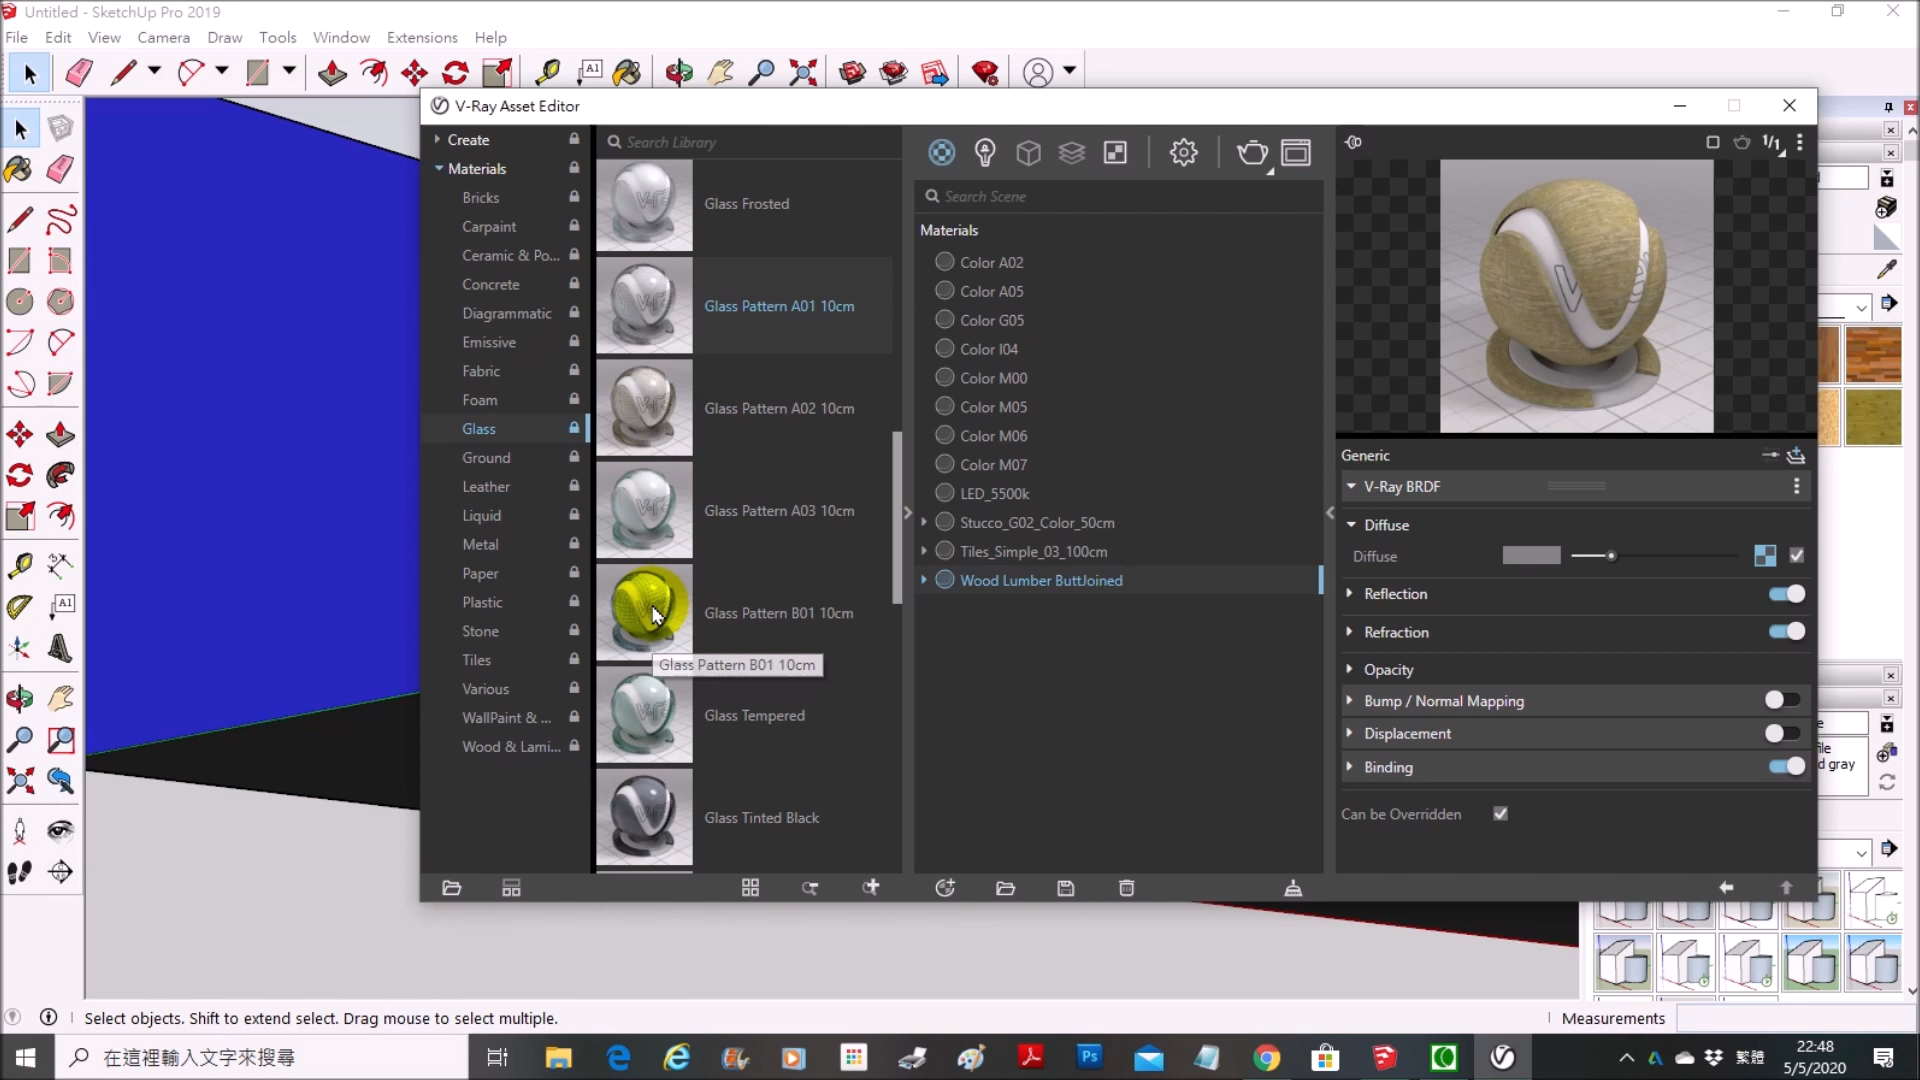 Untitled - SketchUp Pro 2019
File Edit View Camera Draw Tools Window Extensions Help
A1
V-Ray Asset Editor
Create
Materials
Bricks
Carpaint
Ceramic & Po...
Concrete
Diagrammatic
Emissive
Fabric
Foam
Glass
Ground
Leather
Liquid
Metal
Paper
Plastic
Stone
Tiles
Various
WallPaint & ...
Wood & Lami...
Search Library
Glass Frosted
Glass Pattern A01 10cm
Glass Pattern A02 10cm
Glass Pattern A03 10cm
Glass Pattern B01 10cm
Glass Pattern B01 10cm
Glass Tempered
Glass Tinted Black
Search Scene
Materials
Color A02
Color A05
Color G05
Color I04
Color M00
Color M05
Color M06
Color M07
LED_5500k
Stucco_G02_Color_50cm
Tiles_Simple_03_100cm
Wood Lumber ButtJoined
1/1
Generic
V-Ray BRDF
Diffuse
Diffuse
Reflection
Refraction
Opacity
Bump / Normal Mapping
Displacement
Binding
Can be Overridden
A1
d gray
Select objects. Shift to extend select. Drag mouse to select multiple.
Measurements
在這裡輸入文字來搜尋
Ps
繁體
22:48
5/5/2020